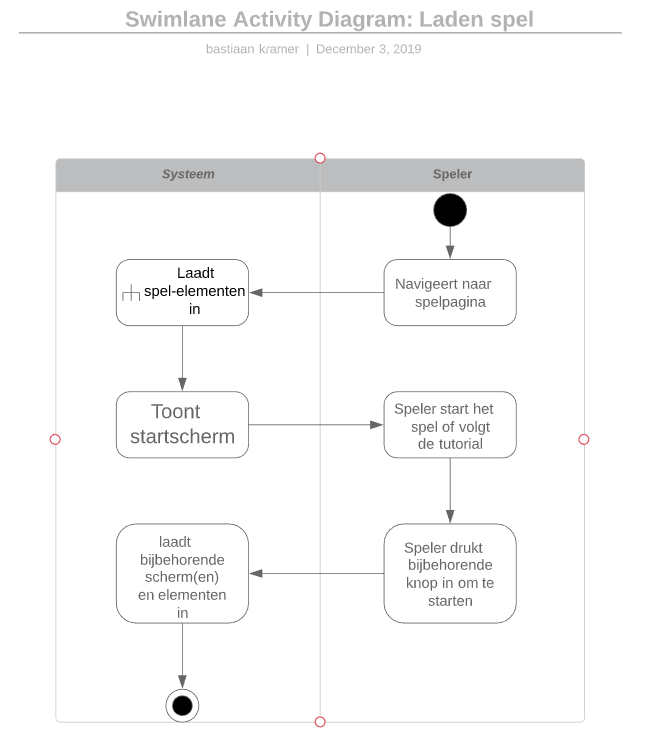 Swimlane Activity Diagram: Laden spel
bastiaan kramer | December 3, 2019
Systeem
Speler
Navigeert naar
spelpagina
Laadt
spel-elementen
in
Toont
startscherm
Speler start het
spel of volgt
de tutorial
Speler drukt
bijbehorende
knop in om te
starten
laadt
bijbehorende
scherm(en)
en elementen
in